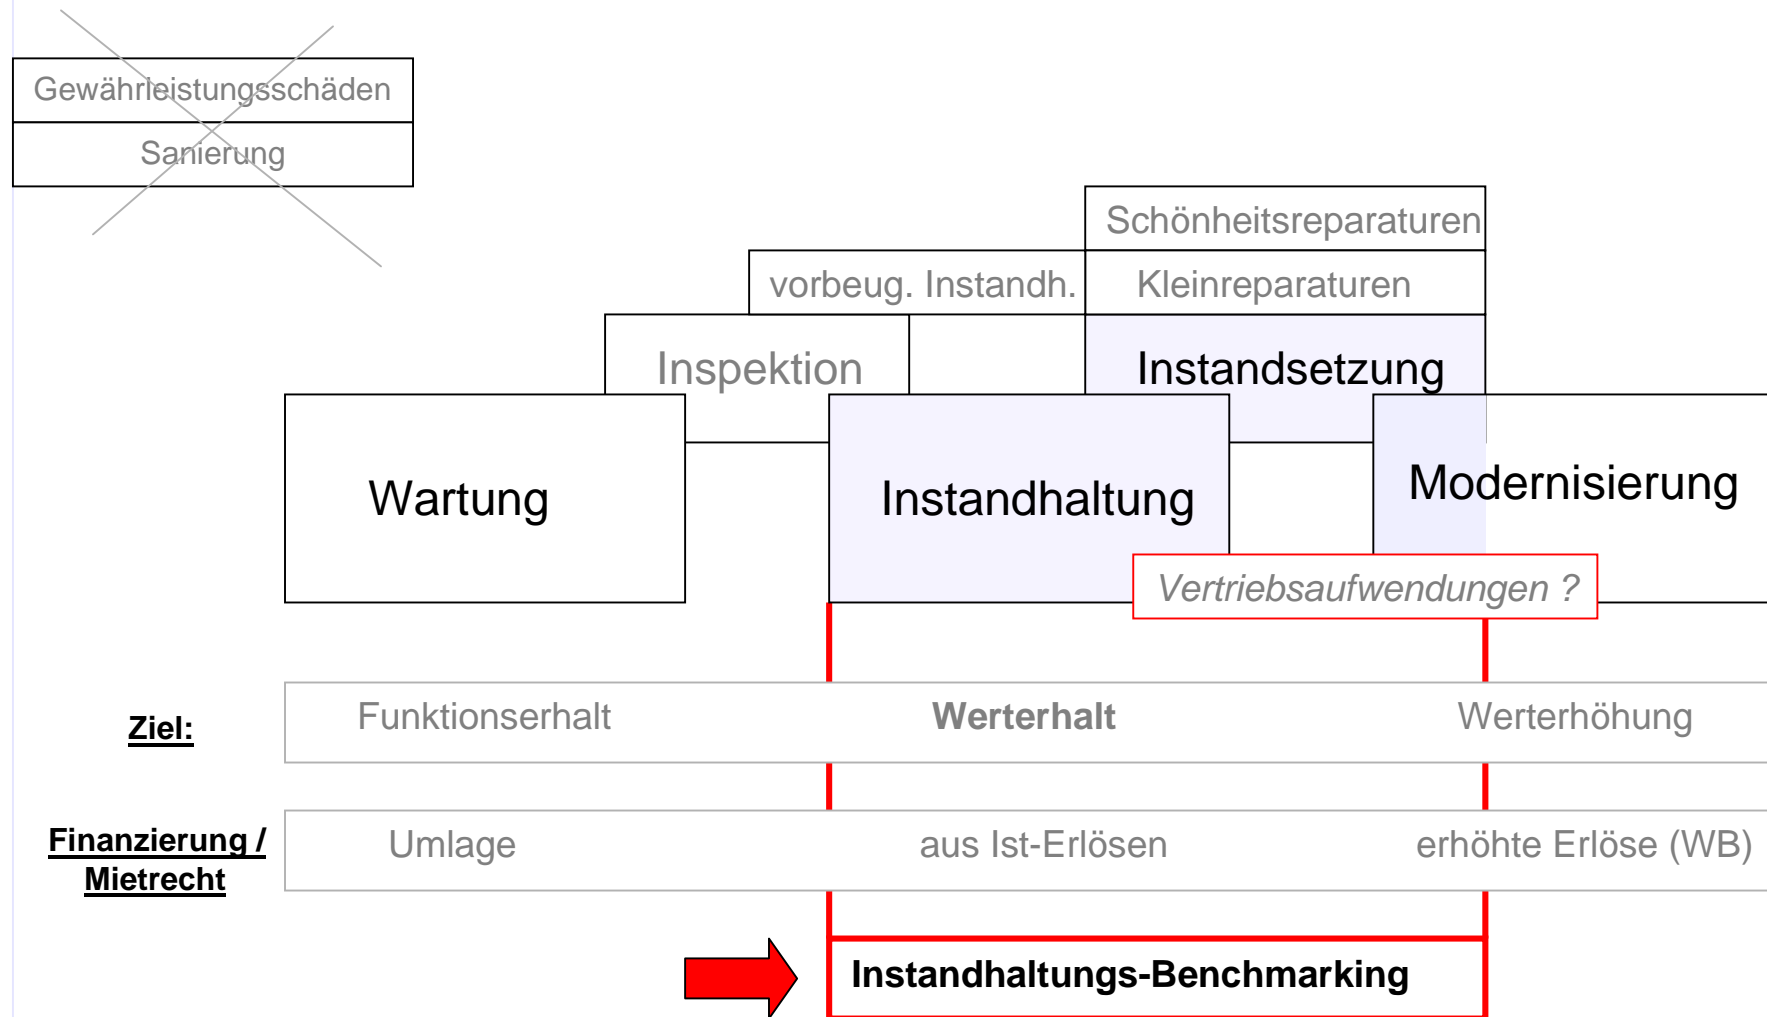 Gewährleistungsschäden
Sanierung
Schönheitsreparaturen
vorbeug. Instandh.
Kleinreparaturen
Inspektion
Instandsetzung
Wartung
Instandhaltung
Modernisierung
Vertriebsaufwendungen ?
Ziel:
Funktionserhalt
Werterhalt
Werterhöhung
Finanzierung /
Mietrecht
Umlage
aus Ist-Erlösen
erhöhte Erlöse (WB)
Instandhaltungs-Benchmarking